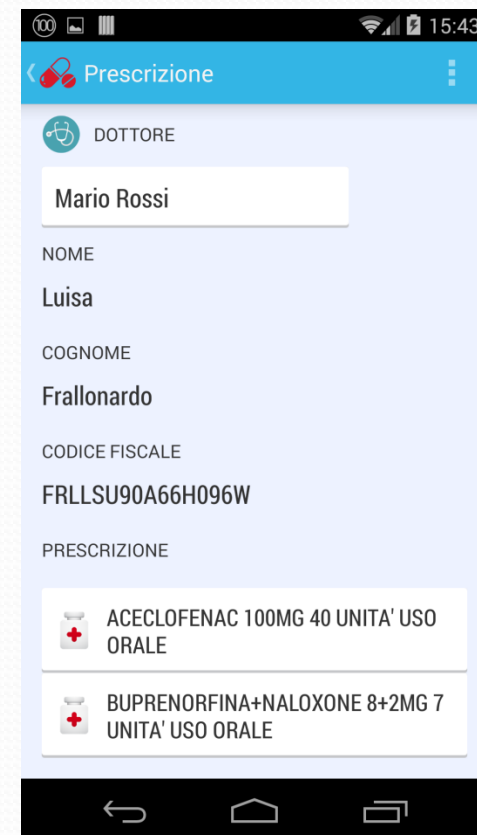 100 15:43
Prescrizione
DOTTORE
Mario Rossi
NOME
Luisa
COGNOME
Frallonardo
CODICE FISCALE
FRLLSU90A66H096W
PRESCRIZIONE
ACECLOFENAC 100MG 40 UNITA' USO
ORALE
BUPRENORFINA+NALOXONE 8+2MG 7
UNITA' USO ORALE